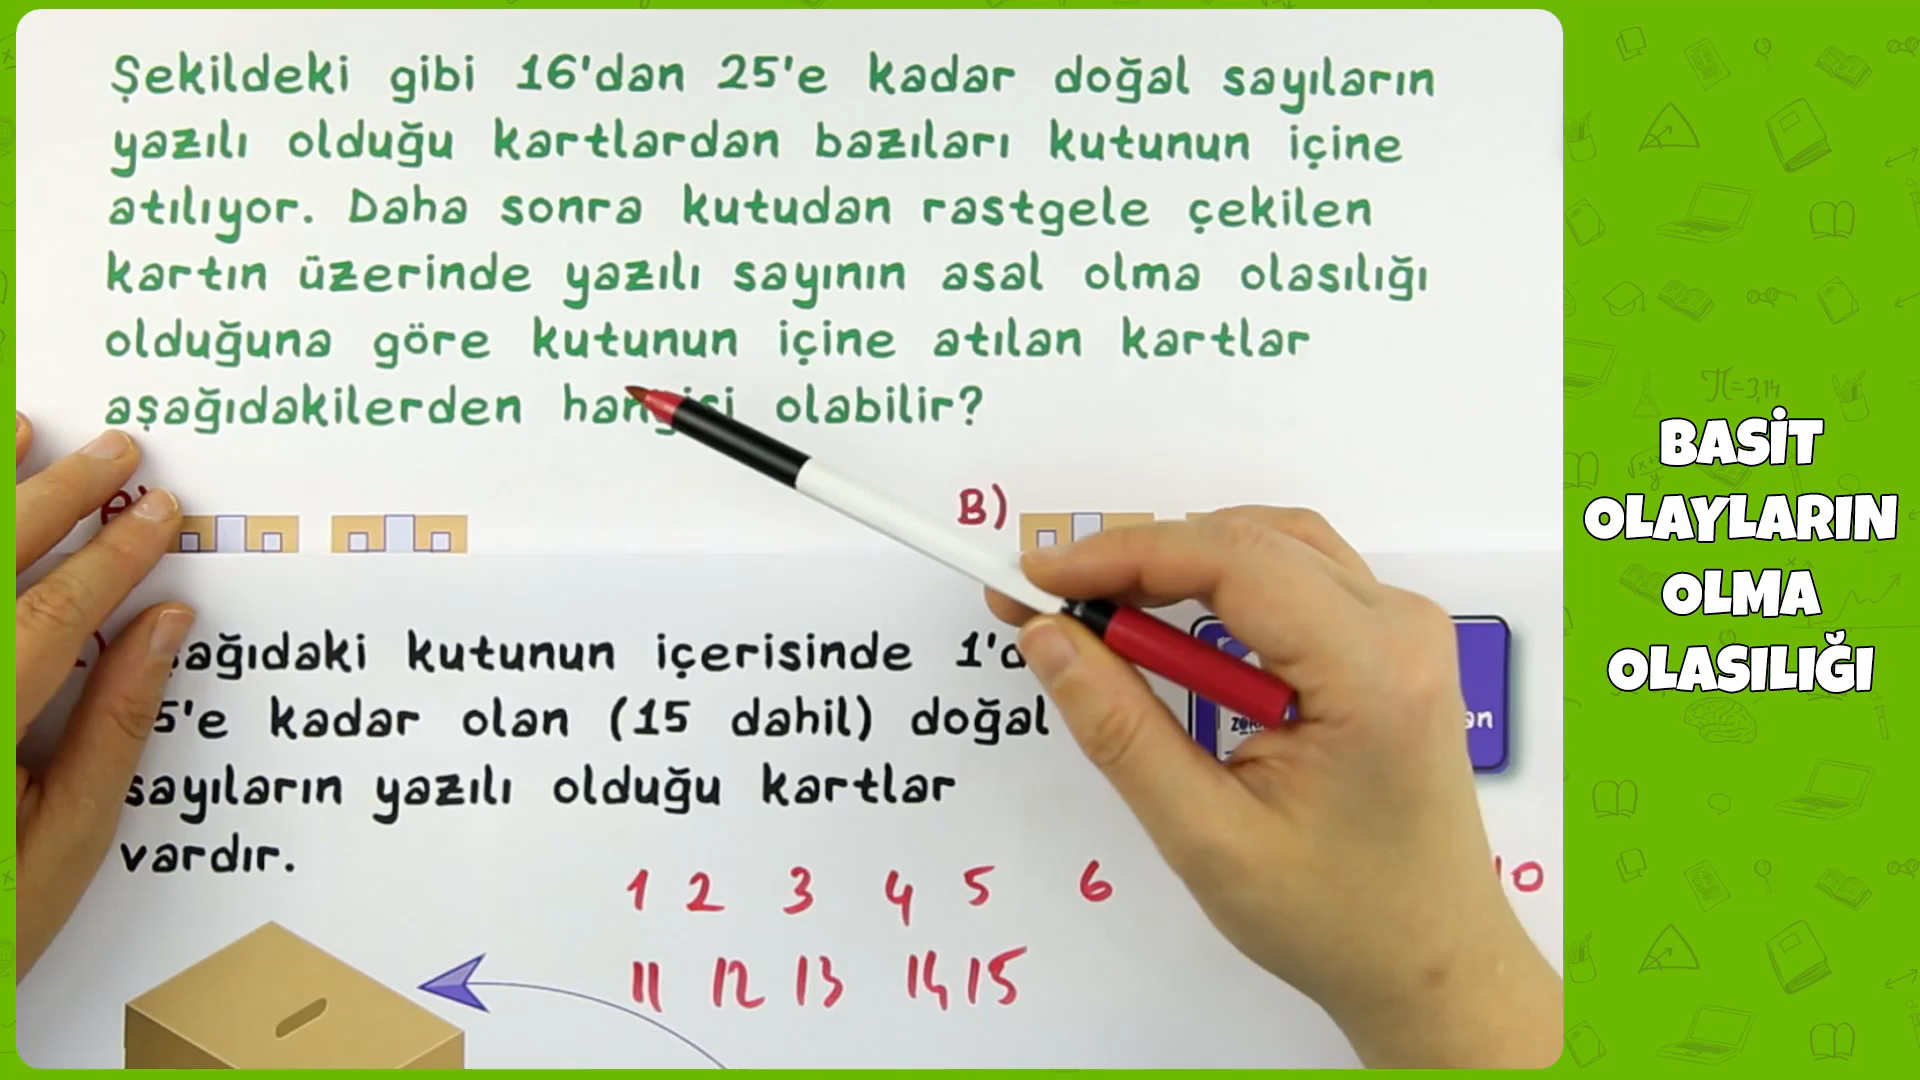 Şekildeki gibi 16'dan 25'e kadar doğal sayıların
yazılı olduğu kartlardan bazıları kutunun içine
atılıyor. Daha sonra kutudan rastgele çekilen
kartın üzerinde yazılı sayının asal olma olasılığı
olduğuna göre kutunun içine atılan kartlar
aşağıdakilerden olabilir?
B)
kutunun içerisinde
5'e kadar olan (15 dahil) doğal
sayıların yazılı olduğu kartlar
vardır.
1 2 3 4 5 6 10
11 12 13 14 15
BASİT
OLAYLARIN
OLMA
OLASILIĞI
π=3,14